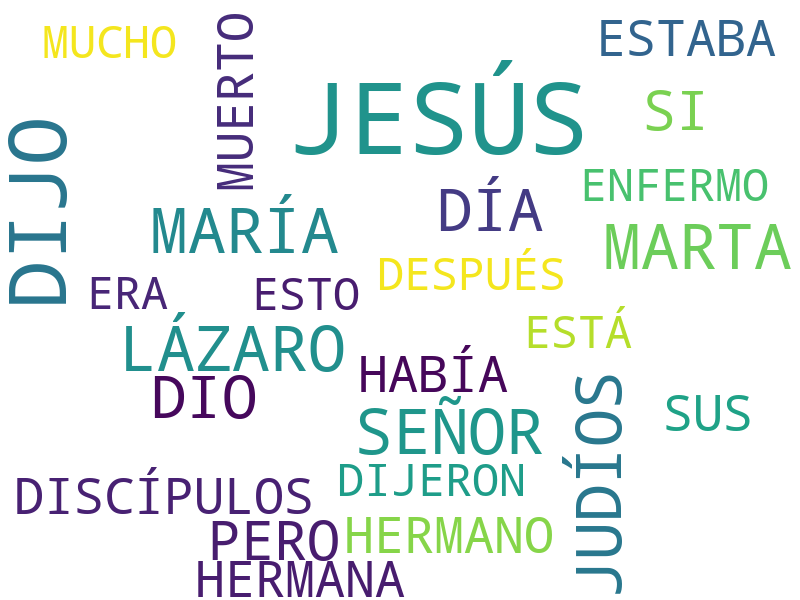 MUCHO
MUERTO
ESTABA
JESÚS
SI
DIJO
ENFERMO
DÍA
MARÍA
MARTA
DESPUÉS
ERA
ESTO
LÁZARO
ESTÁ
HABÍA
DIO
SUS
SEÑOR
JUDÍOS
DIJERON
DISCÍPULOS
PERO
HERMANO
HERMANA